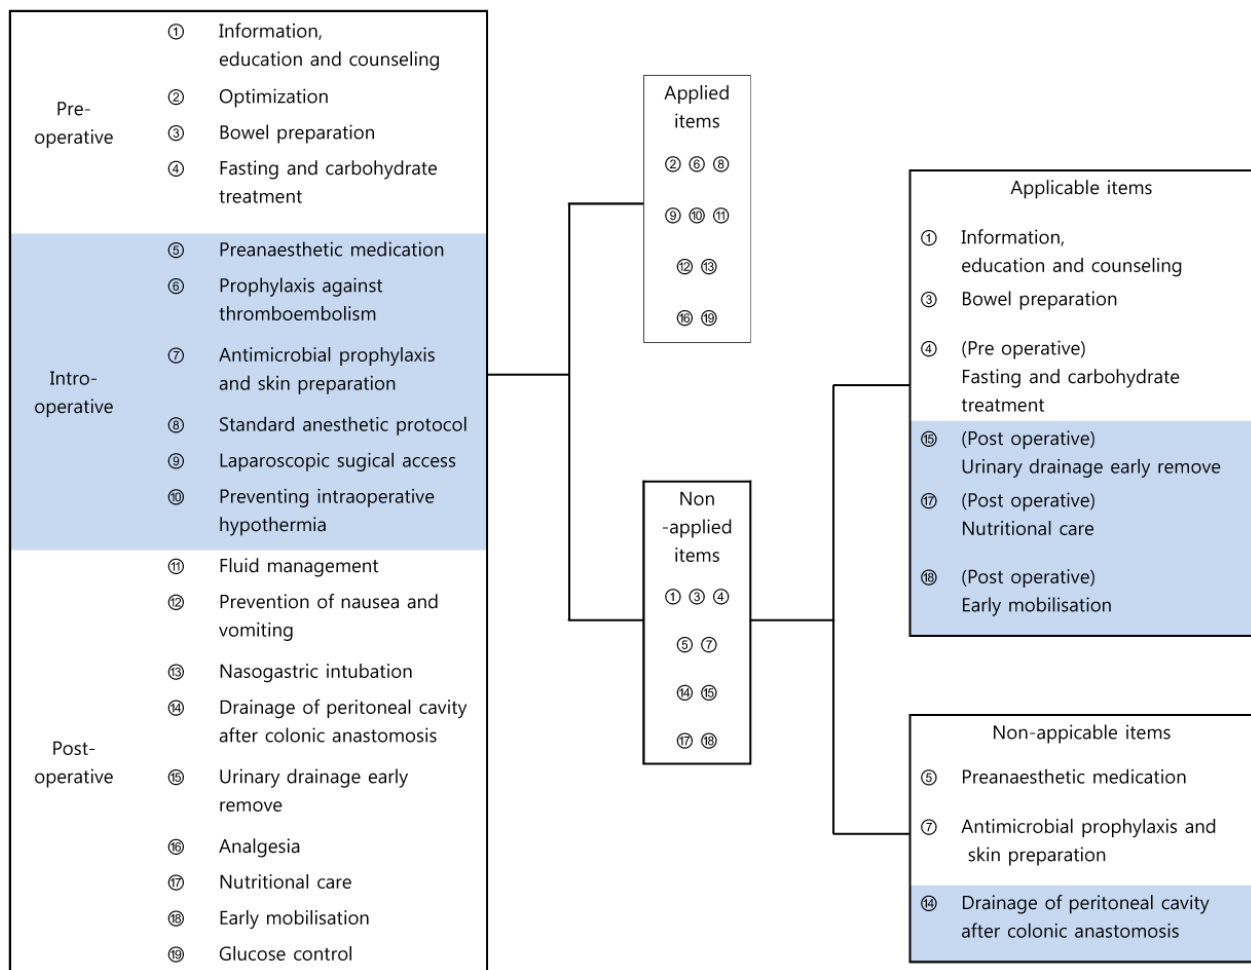 Pre-
operative
① Information,
education and counseling
② Optimization
③ Bowel preparation
④ Fasting and carbohydrate
treatment
Intro-
operative
⑤ Preanaesthetic medication
⑥ Prophylaxis against
thromboembolism
⑦ Antimicrobial prophylaxis
and skin preparation
⑧ Standard anesthetic protocol
⑨ Laparoscopic sugical access
⑩ Preventing intraoperative
hypothermia
Post-
operative
⑪ Fluid management
⑫ Prevention of nausea and
vomiting
⑬ Nasogastric intubation
⑭ Drainage of peritoneal cavity
after colonic anastomosis
⑮ Urinary drainage early
remove
⑯ Analgesia
⑰ Nutritional care
⑱ Early mobilisation
⑲ Glucose control
Applied
items
② ⑥ ⑧
⑨ ⑩ ⑪
⑫ ⑬
⑯ ⑲
Non
-applied
items
① ③ ④
⑤ ⑦
⑭ ⑮
⑰ ⑱
Applicable items
① Information,
education and counseling
③ Bowel preparation
④ (Pre operative)
Fasting and carbohydrate
treatment
⑮ (Post operative)
Urinary drainage early remove
⑰ (Post operative)
Nutritional care
⑱ (Post operative)
Early mobilisation
Non-appicable items
⑤ Preanaesthetic medication
⑦ Antimicrobial prophylaxis and
skin preparation
⑭ Drainage of peritoneal cavity
after colonic anastomosis